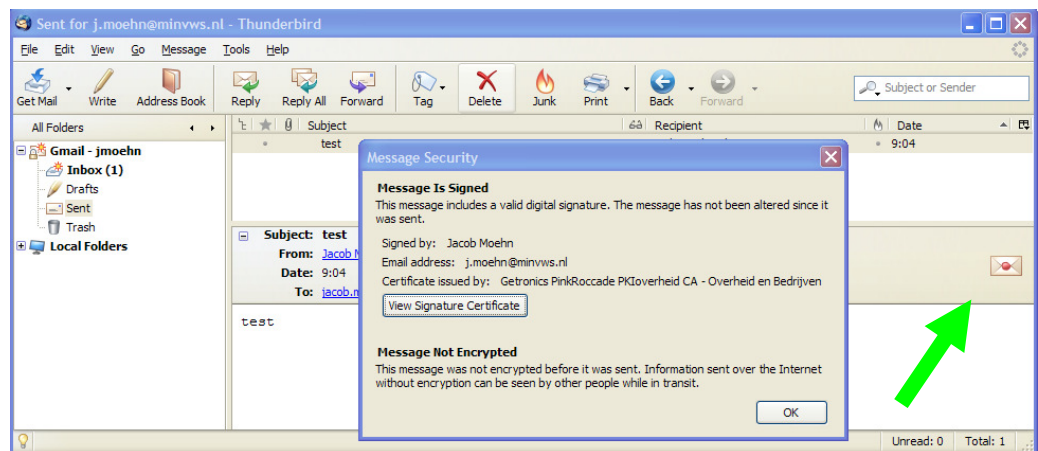 Sent for j.moehn@minvws.nl - Thunderbird
File Edit View Go Message Tools Help
Get Mail Write Address Book Reply Reply All Forward Tag Delete Junk Print Back Forward Subject or Sender
All Folders Subject Recipient Date
test 9:04
Gmail - jmoehn
Inbox (1)
Drafts
Sent
Trash
Local Folders
Subject: test
From: Jacob M
Date: 9:04
To: jacob.m
test
Message Security
Message Is Signed
This message includes a valid digital signature. The message has not been altered since it
was sent.
Signed by: Jacob Moehn
Email address: j.moehn@minvws.nl
Certificate issued by: Getronics PinkRoccade PKIoverheid CA - Overheid en Bedrijven
View Signature Certificate
Message Not Encrypted
This message was not encrypted before it was sent. Information sent over the Internet
without encryption can be seen by other people while in transit.
OK
Unread: 0 Total: 1